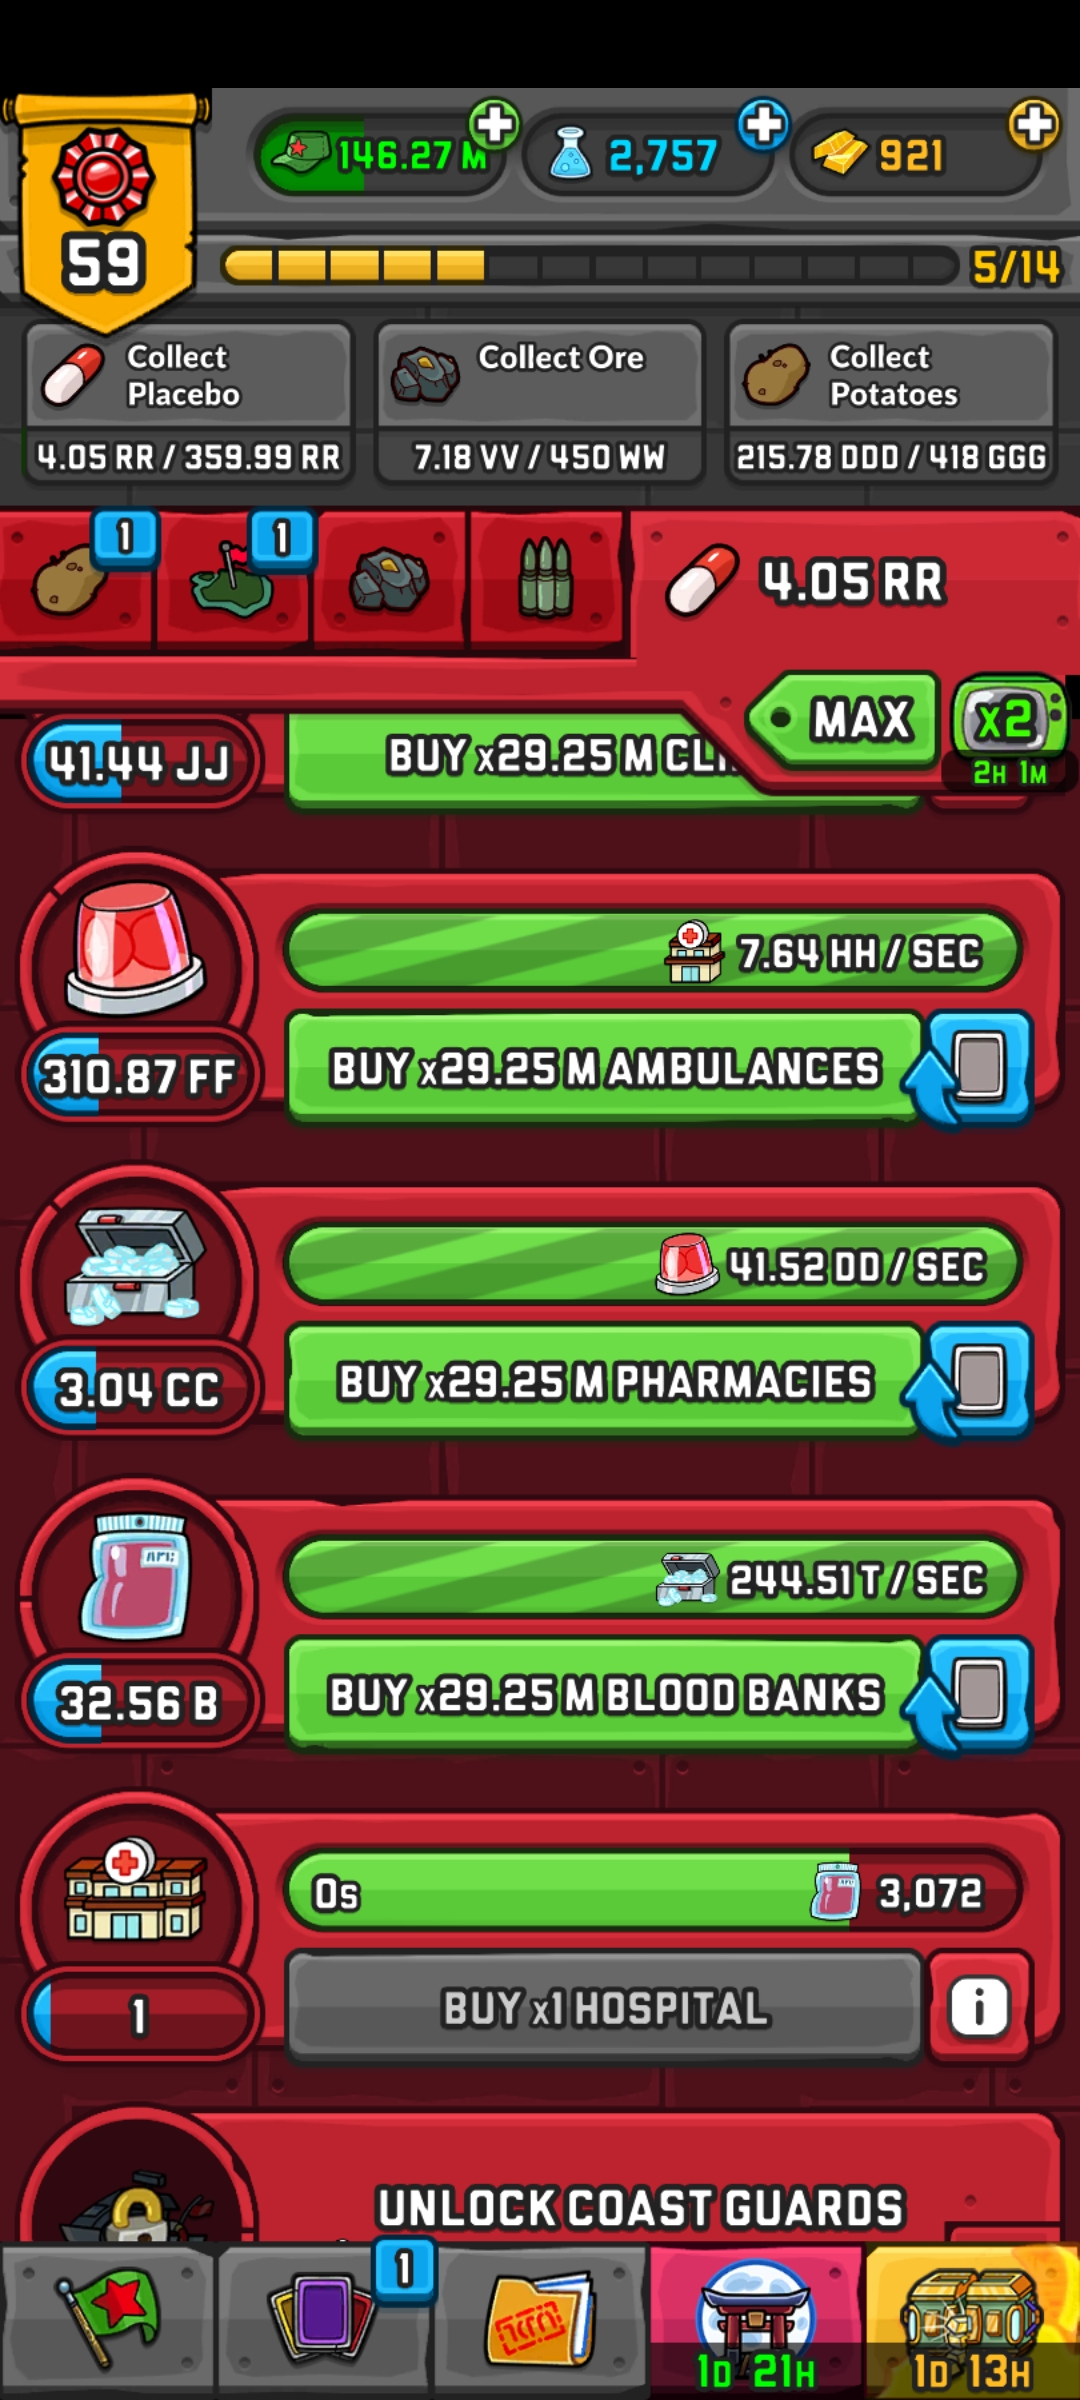 146.27 M
2,757
921
59
5/14
Collect
Placebo
4.05 RR / 359.99 RR
Collect Ore
7.18 VV / 450 WW
Collect
Potatoes
215.78 DDD / 418 GGG
1
1
4.05 RR
MAX
x2
2H 1M
41.44 JJ
BUY x29.25 M CLI
7.64 HH / SEC
310.87 FF
BUY x29.25 M AMBULANCES
41.52 DD / SEC
3.04 CC
BUY x29.25 M PHARMACIES
244.51 T / SEC
32.56 B
BUY x29.25 M BLOOD BANKS
0s
3,072
1
BUY x1 HOSPITAL
i
UNLOCK COAST GUARDS
1
1D 21H
1D 13H